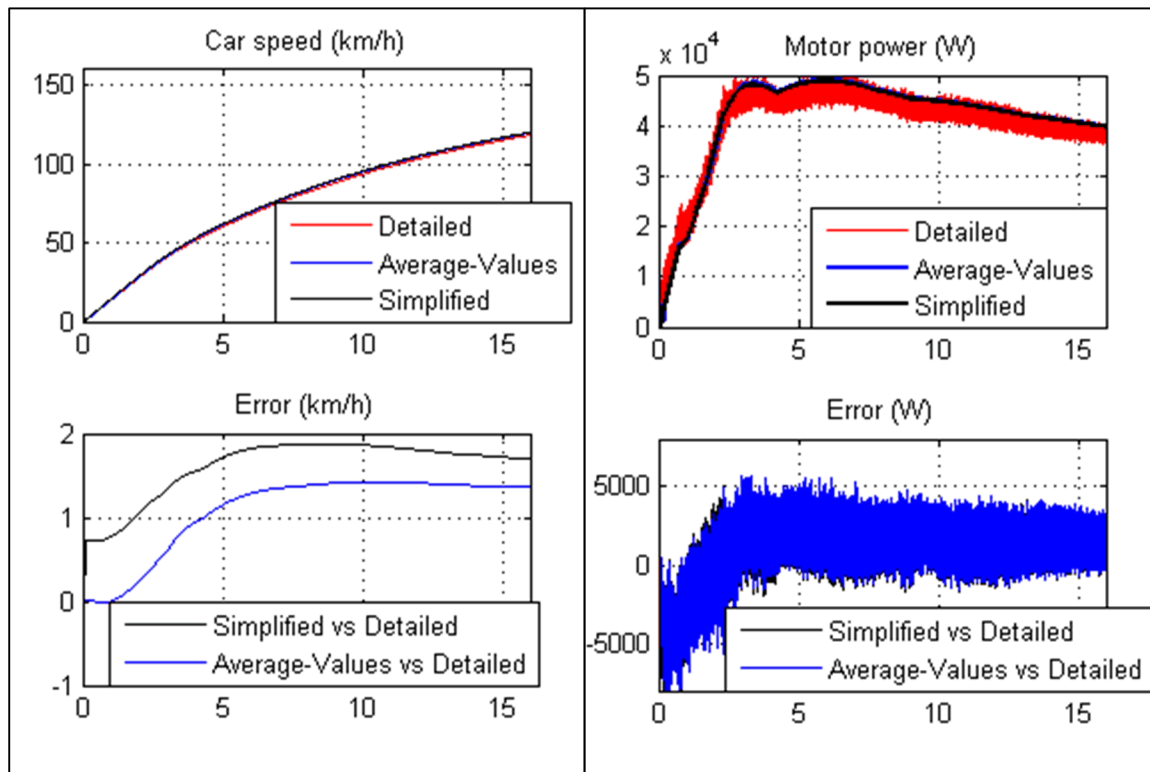 Car speed (km/h)
150
100
50
0
0 5 10 15
Detailed
Average-Values
Simplified
Motor power (W)
x 10^4
5
4
3
2
1
0
0 5 10 15
Detailed
Average-Values
Simplified
Error (km/h)
2
1
0
-1
0 5 10 15
Simplified vs Detailed
Average-Values vs Detailed
Error (W)
5000
0
-5000
0 5 10 15
Simplified vs Detailed
Average-Values vs Detailed